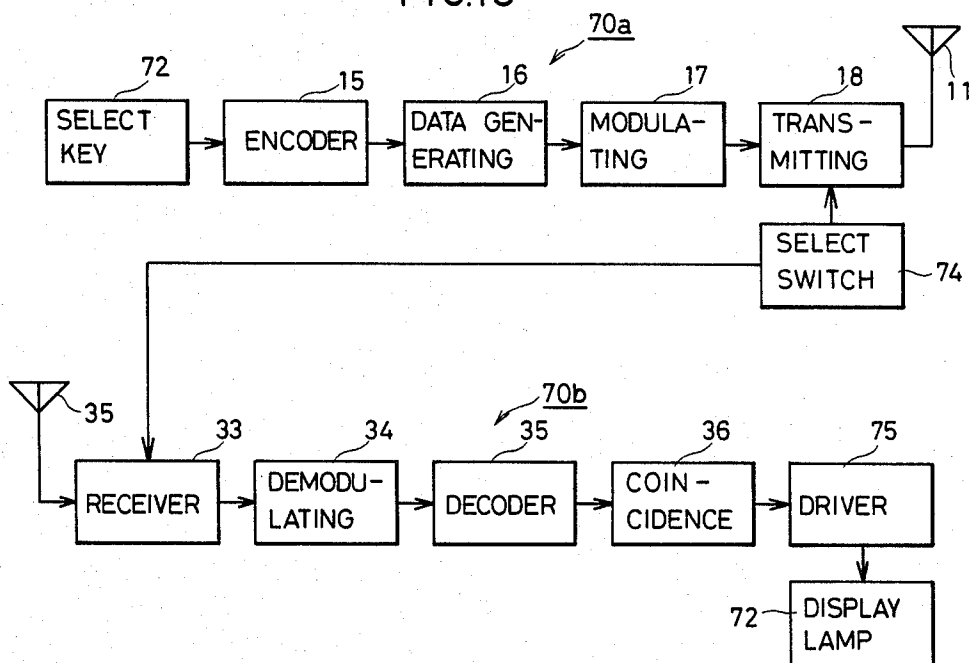 70a
72
15
16
17
18
11
SELECT
KEY
ENCODER
DATA GEN-
ERATING
MODULA-
TING
TRANS-
MITTING
SELECT
SWITCH
74
35
70b
33
34
35
36
75
RECEIVER
DEMODU-
LATING
DECODER
COIN-
CIDENCE
DRIVER
72
DISPLAY
LAMP